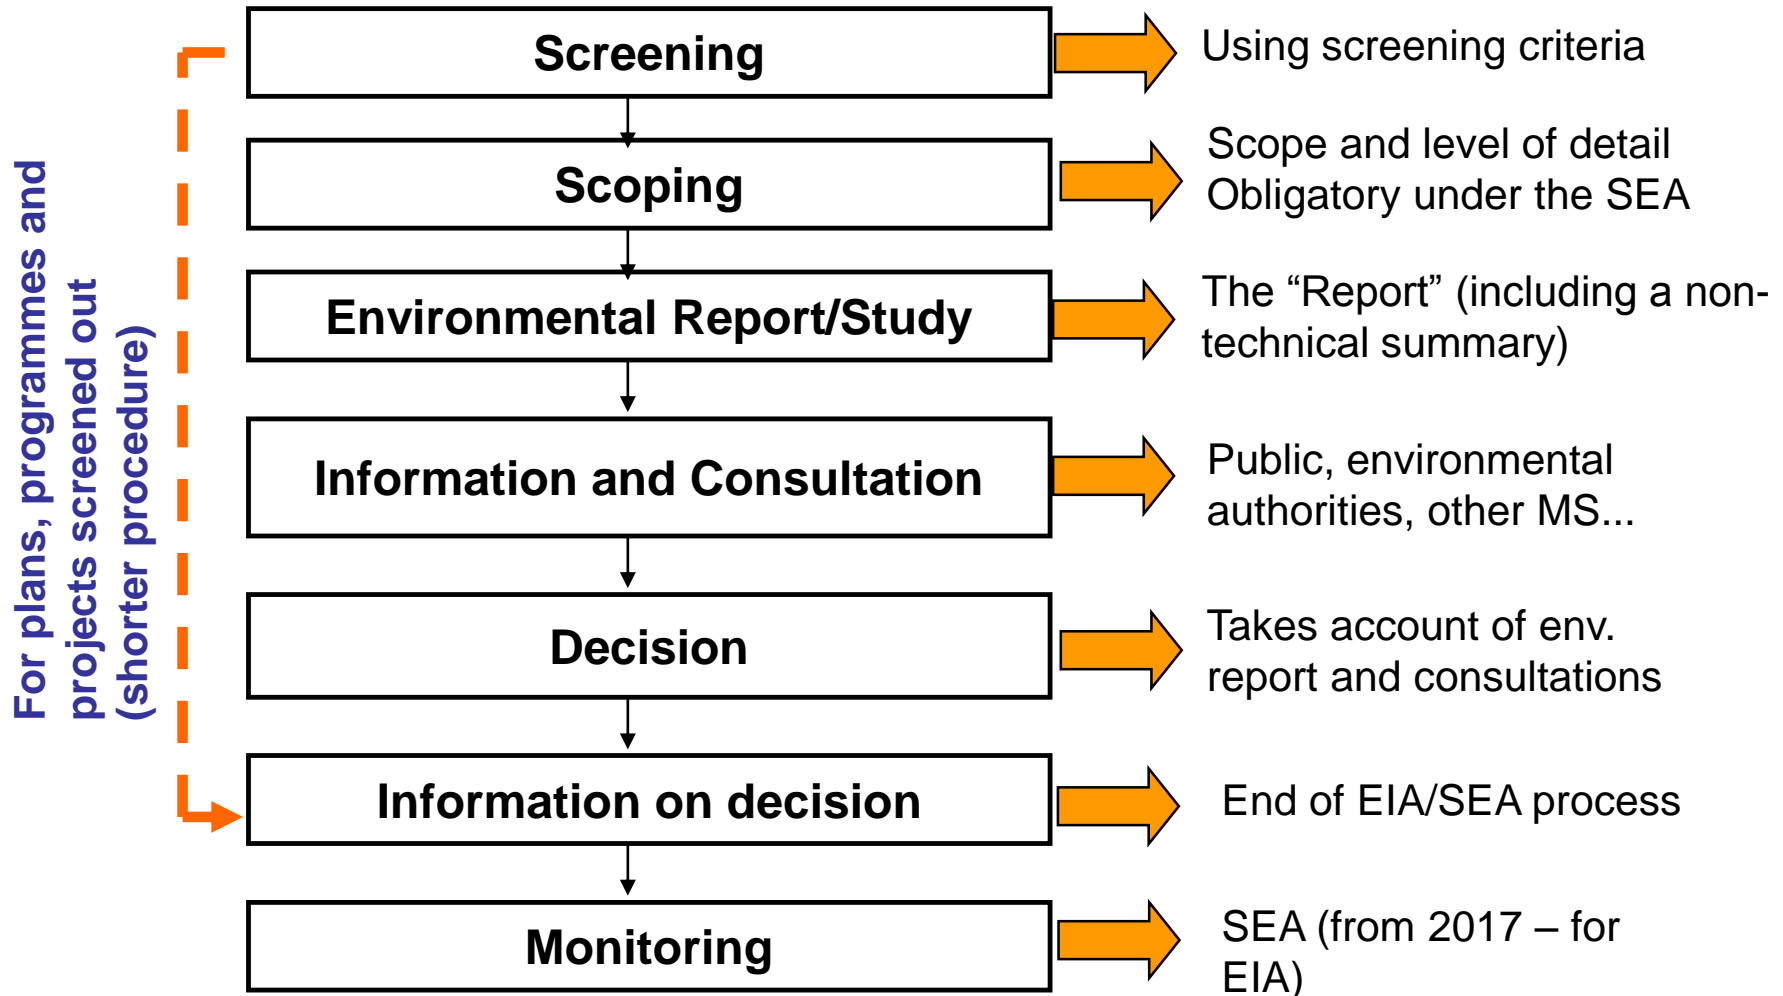 For plans, programmes and
projects screened out
(shorter procedure)
Screening
Using screening criteria
Scoping
Scope and level of detail
Obligatory under the SEA
Environmental Report/Study
The “Report” (including a non-
technical summary)
Information and Consultation
Public, environmental
authorities, other MS...
Decision
Takes account of env.
report and consultations
Information on decision
End of EIA/SEA process
Monitoring
SEA (from 2017 – for
EIA)